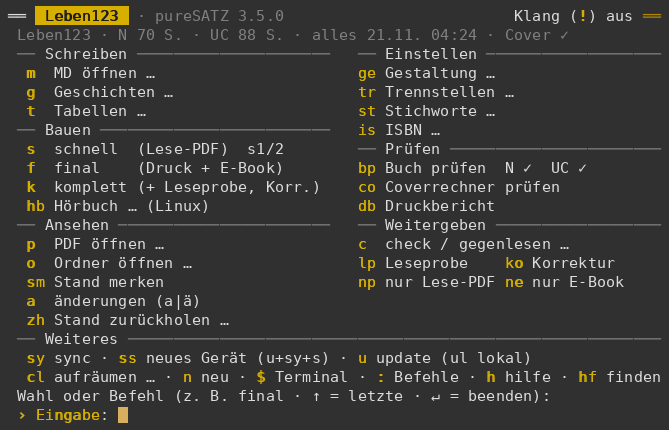 Leben123 · pureSATZ 3.5.0 Klang (!) aus
Leben123 · N 70 S. · UC 88 S. · alles 21.11. 04:24 · Cover ✓
Schreiben
m MD öffnen …
g Geschichten …
t Tabellen …
Bauen
s schnell (Lese-PDF) s1/2
f final (Druck + E-Book)
k komplett (+ Leseprobe, Korr.)
hb Hörbuch … (Linux)
Ansehen
p PDF öffnen …
o Ordner öffnen …
sm Stand merken
a änderungen (a|ä)
zh Stand zurückholen …
Einstellen
ge Gestaltung …
tr Trennstellen …
st Stichworte …
is ISBN …
Prüfen
bp Buch prüfen N ✓ UC ✓
co Coverrechner prüfen
db Druckbericht
Weitergeben
c check / gegenlesen …
lp Leseprobe ko Korrektur
np nur Lese-PDF ne nur E-Book
Weiteres
sy sync · ss neues Gerät (u+sy+s) · u update (ul lokal)
cl aufräumen … · n neu · $ Terminal · : Befehle · h hilfe · hf finden
Wahl oder Befehl (z. B. final · ↑ = letzte · ↵ = beenden):
› Eingabe: